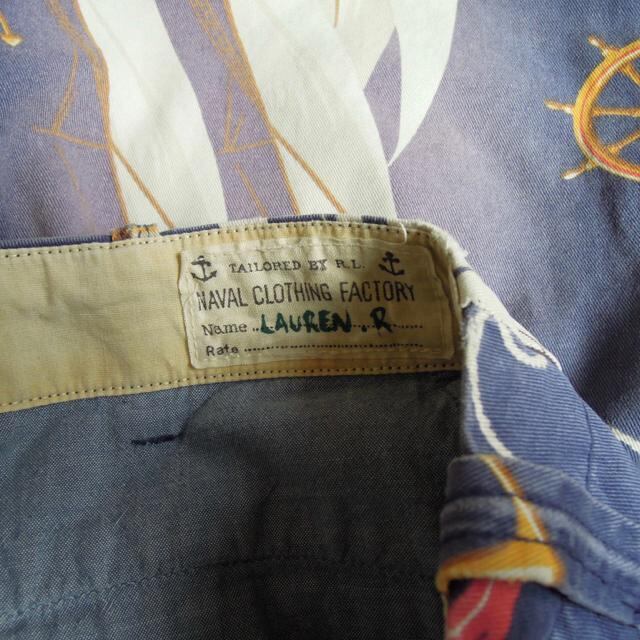 TAILORED BY R.L.
NAVAL CLOTHING FACTORY
Name..LAUREN..R......
Rate..............................